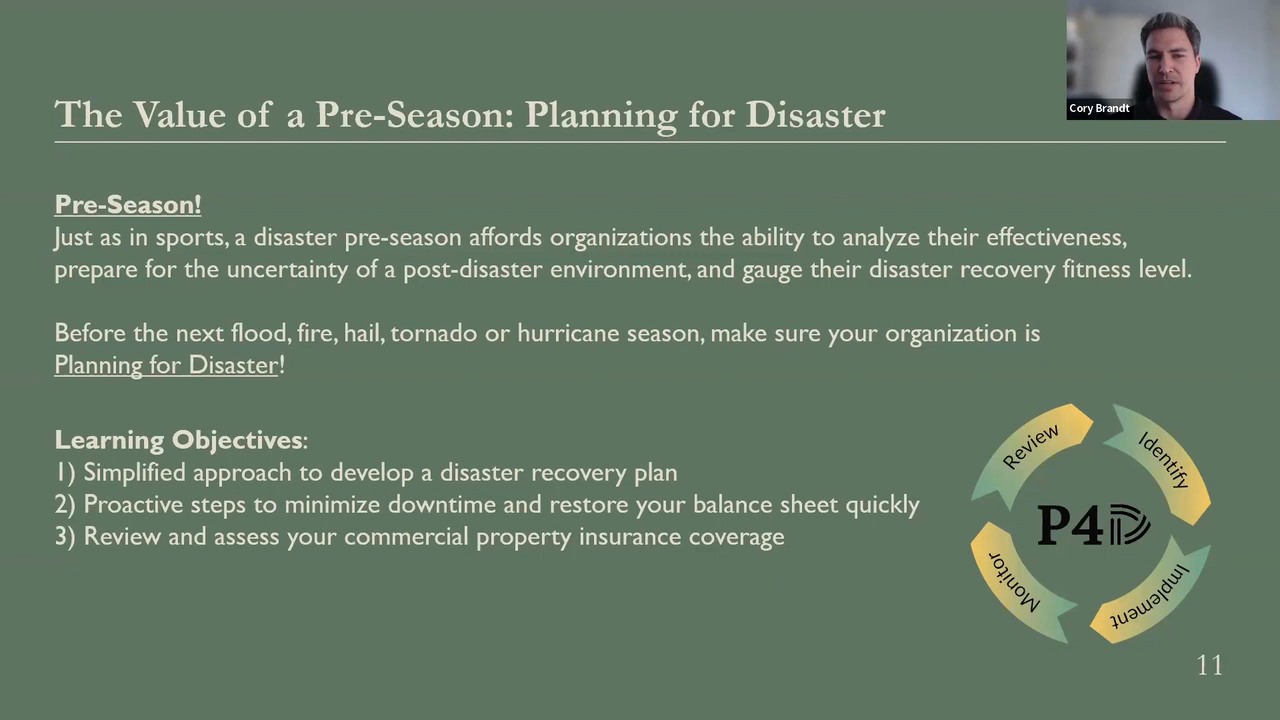 Cory Brandt
The Value of a Pre-Season: Planning for Disaster
Pre-Season!
Just as in sports, a disaster pre-season affords organizations the ability to analyze their effectiveness,
prepare for the uncertainty of a post-disaster environment, and gauge their disaster recovery fitness level.
Before the next flood, fire, hail, tornado or hurricane season, make sure your organization is
Planning for Disaster!
Learning Objectives:
1) Simplified approach to develop a disaster recovery plan
2) Proactive steps to minimize downtime and restore your balance sheet quickly
3) Review and assess your commercial property insurance coverage
Review
Identify
P4D
Monitor
Implement
11